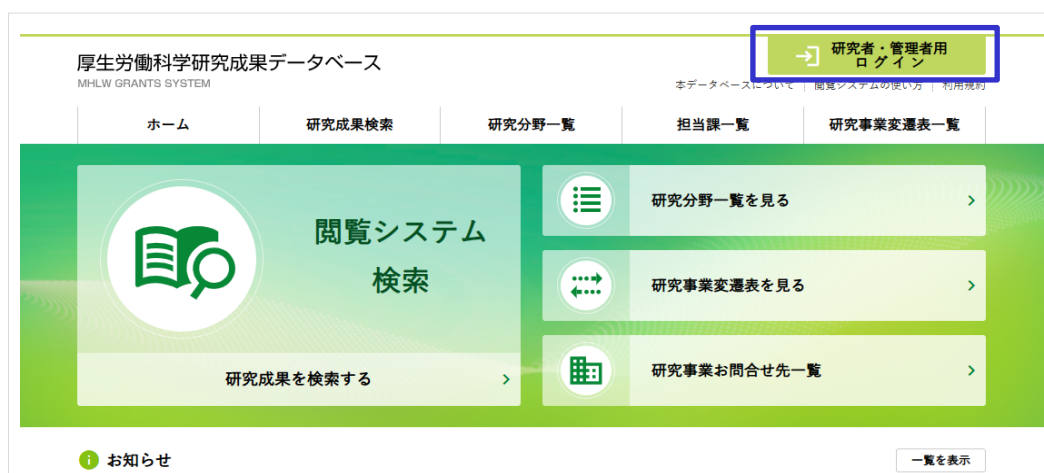 厚生労働科学研究成果データベース
MHLW GRANTS SYSTEM
研究者・管理者用
ログイン
本データベースについて
閲覧システムの使い方
利用規約
ホーム
研究成果検索
研究分野一覧
担当課一覧
研究事業変遷表一覧
閲覧システム
検索
研究成果を検索する
研究分野一覧を見る
研究事業変遷表を見る
研究事業お問合せ先一覧
お知らせ
一覧を表示